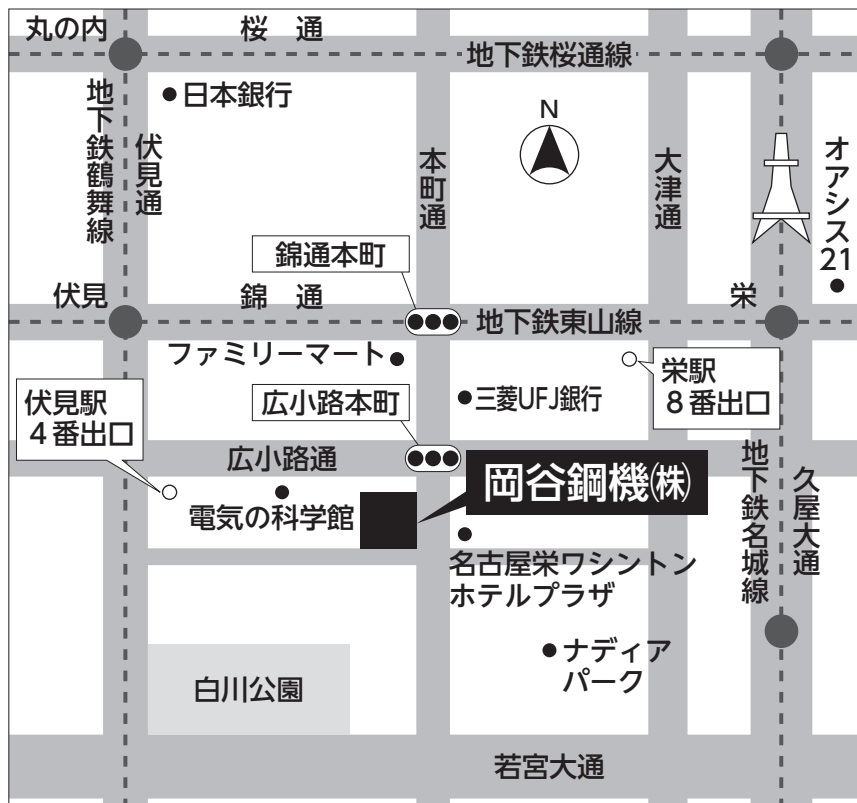 丸の内
桜 通
地下鉄桜通線
日本銀行
地下鉄鶴舞線
伏見通
本町通
N
大津通
オアシス21
錦通本町
伏見
錦 通
地下鉄東山線
栄
ファミリーマート
伏見駅
4番出口
広小路本町
三菱UFJ銀行
栄駅
8番出口
広小路通
岡谷鋼機㈱
電気の科学館
地下鉄名城線
久屋大通
名古屋栄ワシントン
ホテルプラザ
ナディア
パーク
白川公園
若宮大通